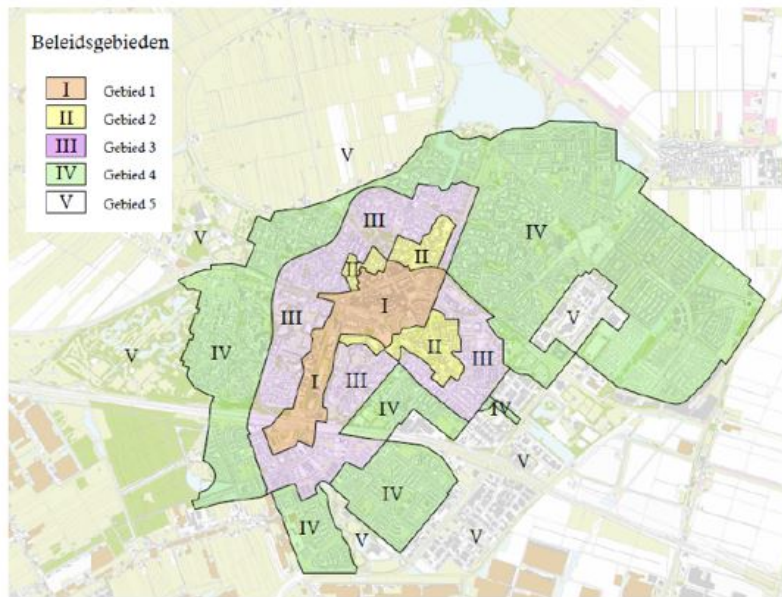 Beleidsgebieden
I Gebied 1
II Gebied 2
III Gebied 3
IV Gebied 4
V Gebied 5
V
III
V
IV
II
II
I
III
V
V
IV
II
III
I
III
IV
IV
V
IV
IV
V
V